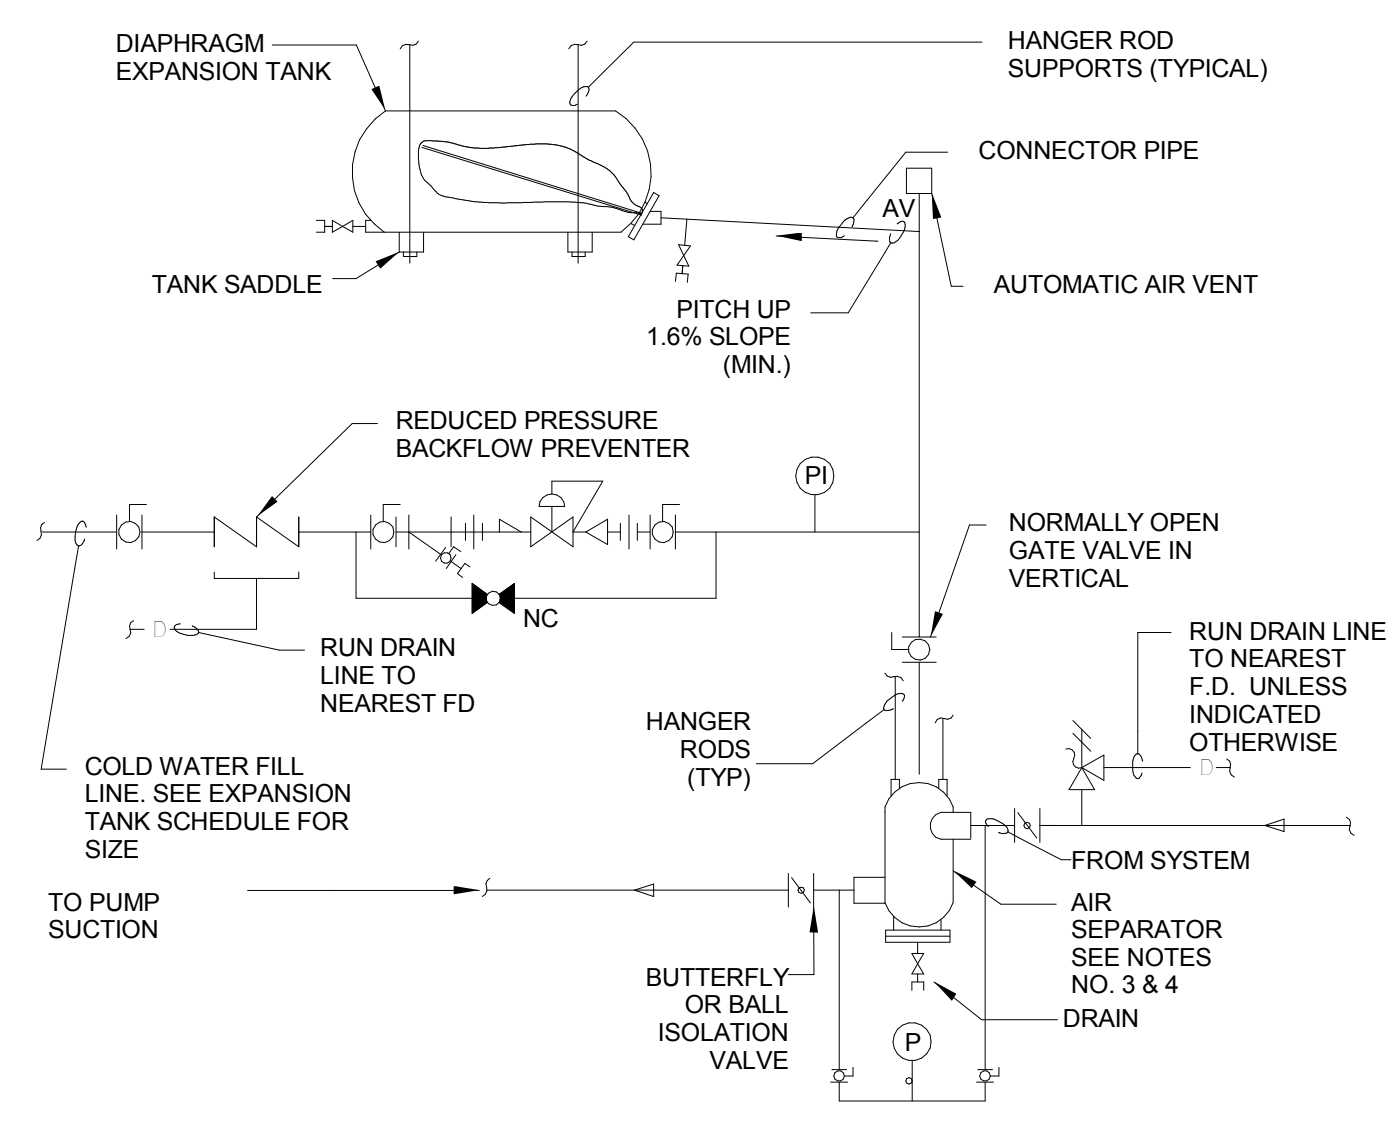 DIAPHRAGM
EXPANSION TANK
HANGER ROD
SUPPORTS (TYPICAL)
CONNECTOR PIPE
AV
TANK SADDLE
AUTOMATIC AIR VENT
PITCH UP
1.6% SLOPE
(MIN.)
REDUCED PRESSURE
BACKFLOW PREVENTER
PI
NORMALLY OPEN
GATE VALVE IN
VERTICAL
NC
D
RUN DRAIN
LINE TO
NEAREST FD
RUN DRAIN LINE
TO NEAREST
F.D. UNLESS
INDICATED
OTHERWISE
HANGER
RODS
(TYP)
D
COLD WATER FILL
LINE. SEE EXPANSION
TANK SCHEDULE FOR
SIZE
FROM SYSTEM
TO PUMP
SUCTION
AIR
SEPARATOR
SEE NOTES
NO. 3 & 4
BUTTERFLY
OR BALL
ISOLATION
VALVE
DRAIN
P